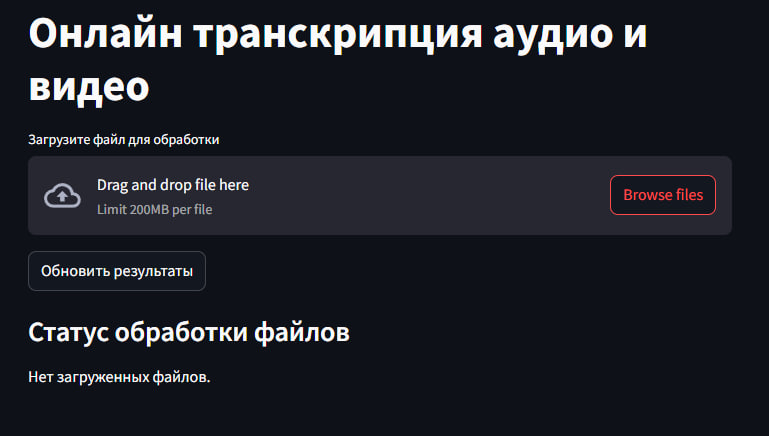 Онлайн транскрипция аудио и
видео
Загрузите файл для обработки
Drag and drop file here
Limit 200MB per file
Browse files
Обновить результаты
Статус обработки файлов
Нет загруженных файлов.